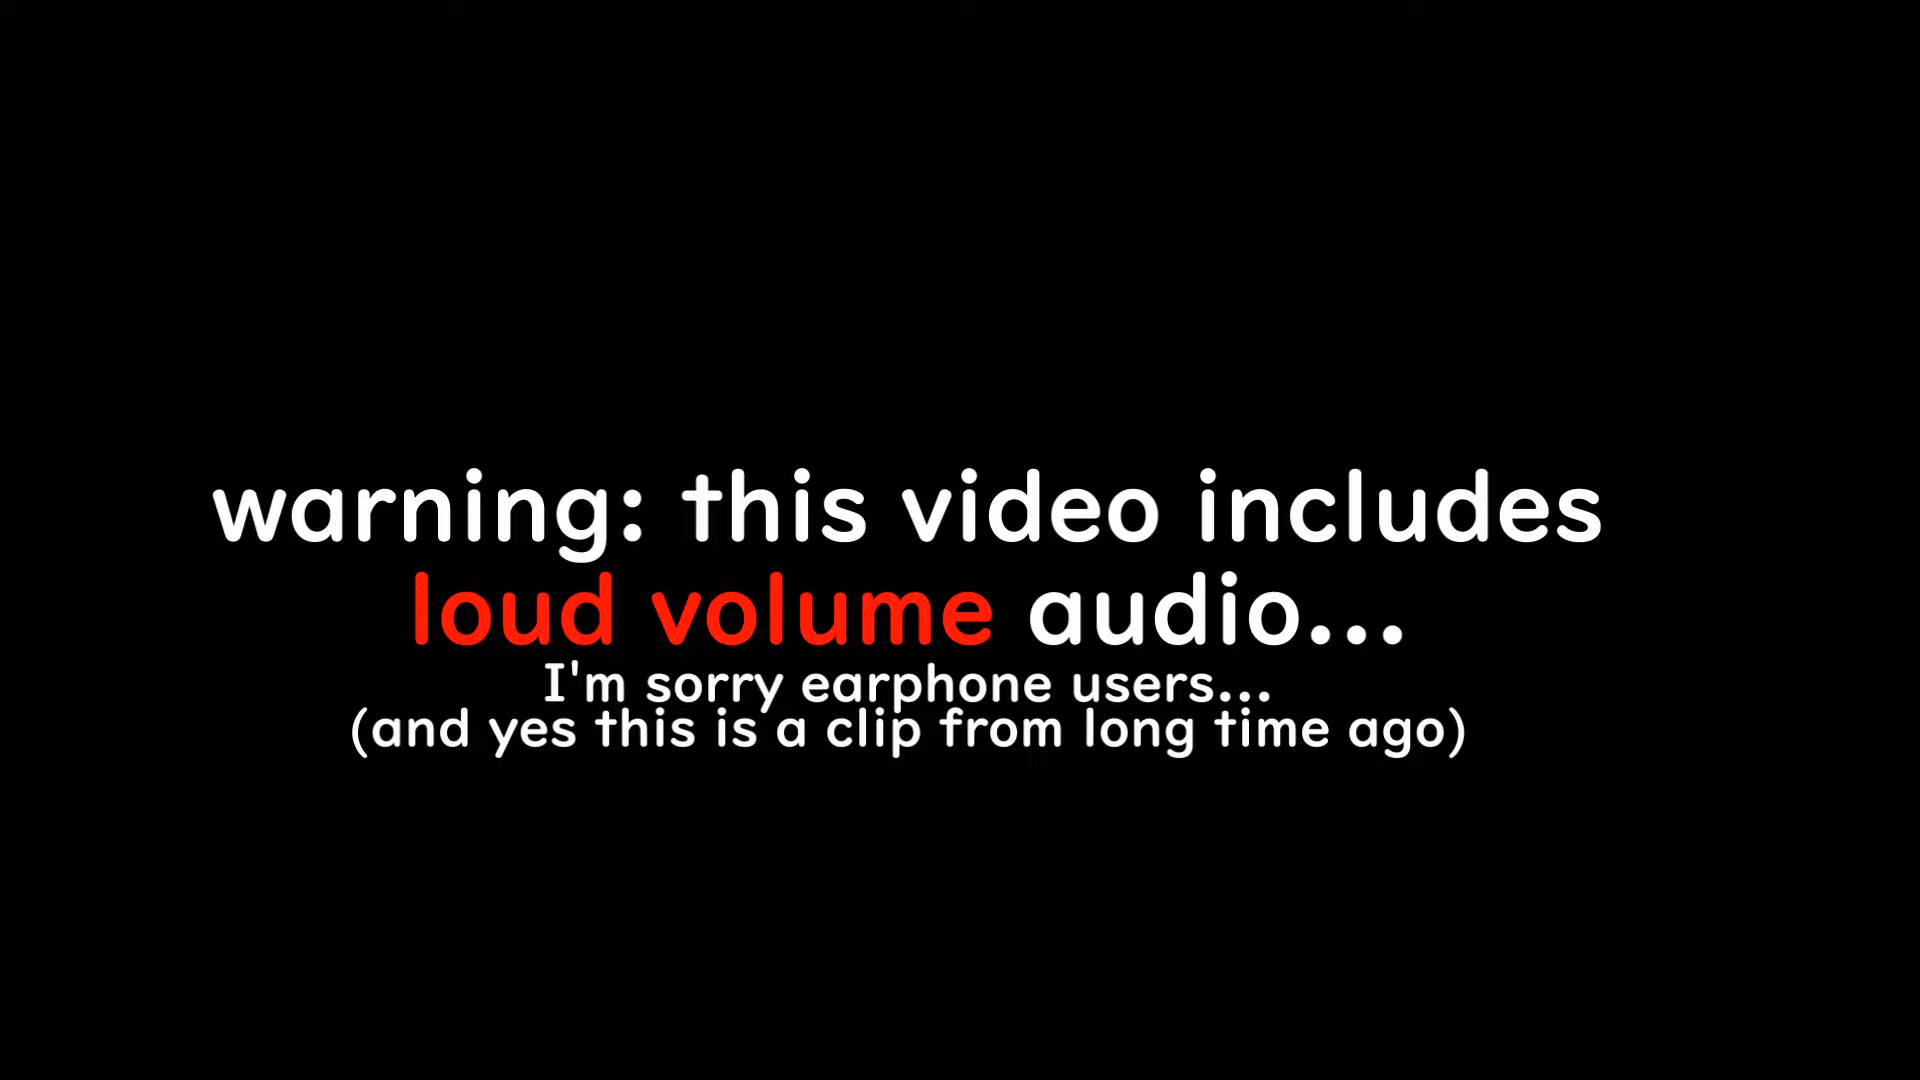 warning: this video includes
loud volume audio...
I'm sorry earphone users...
(and yes this is a clip from long time ago)